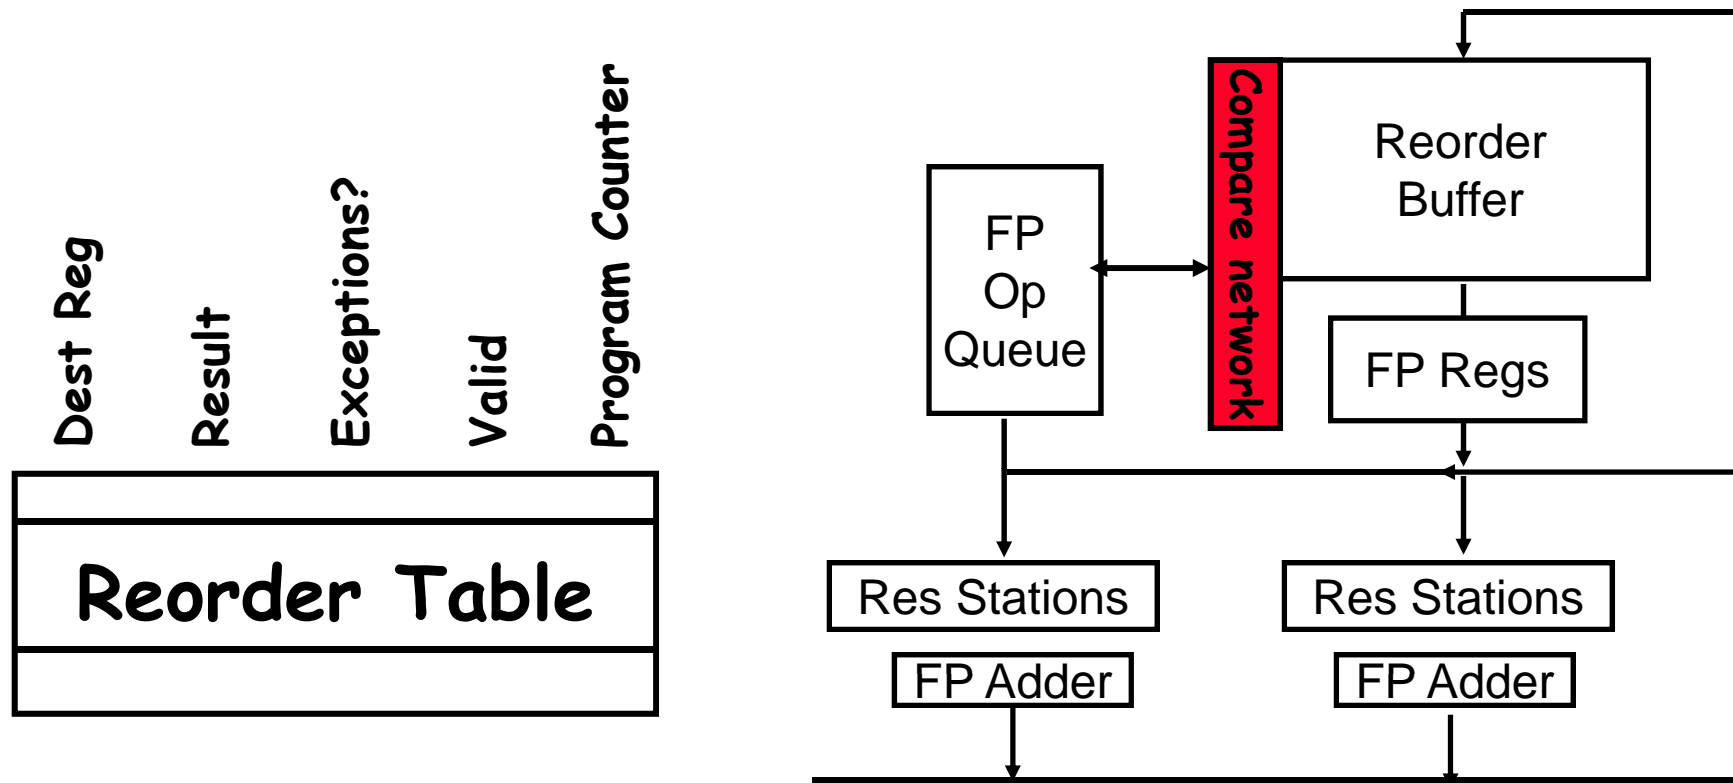 Dest Reg
Result
Exceptions?
Valid
Program Counter
Reorder Table
Compare network
Reorder
Buffer
FP
Op
Queue
FP Regs
Res Stations
Res Stations
FP Adder
FP Adder